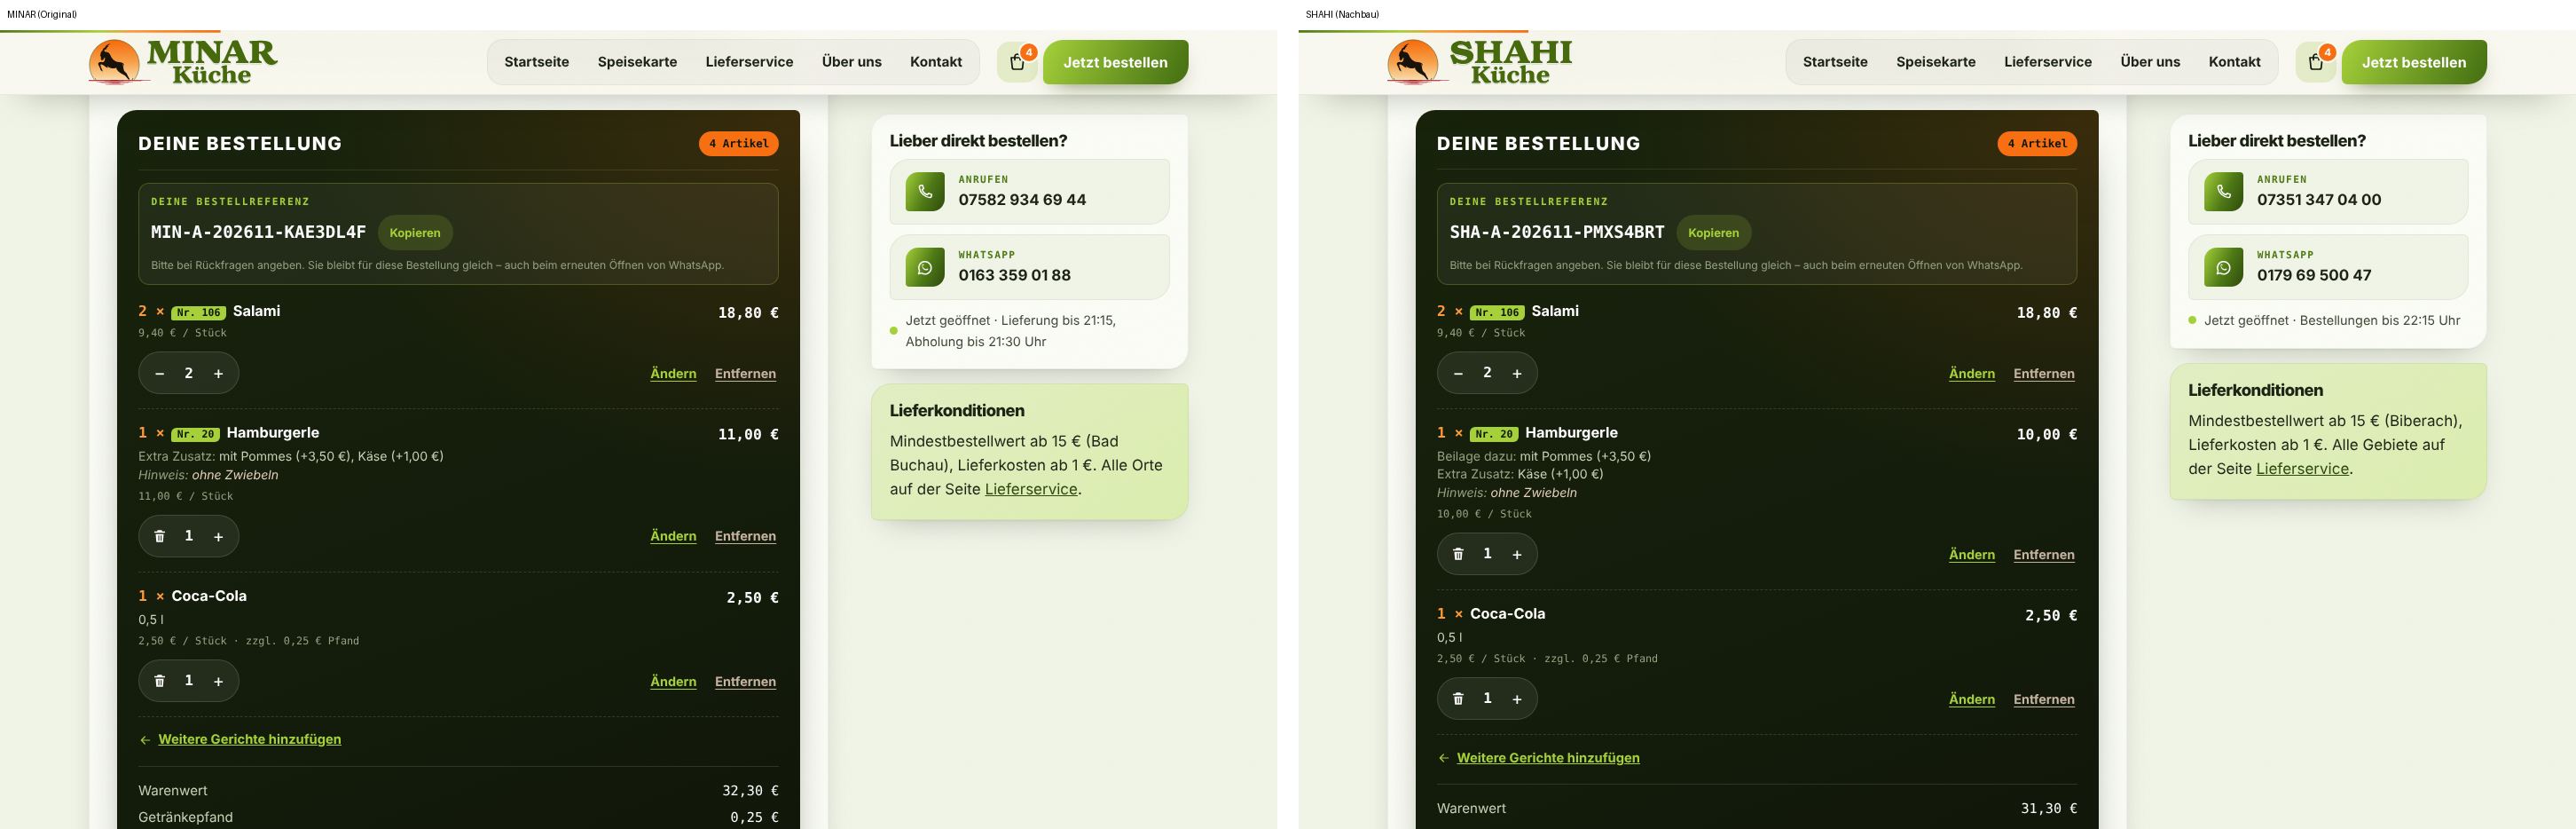 MINAR (Original)
MINAR
Küche
Startseite Speisekarte Lieferservice Über uns Kontakt
4
Jetzt bestellen
DEINE BESTELLUNG
4 Artikel
DEINE BESTELLREFERENZ
MIN-A-202611-KAE3DL4F Kopieren
Bitte bei Rückfragen angeben. Sie bleibt für diese Bestellung gleich – auch beim erneuten Öffnen von WhatsApp.
2 × Nr. 106 Salami 18,80 €
9,40 € / Stück
− 2 + Ändern Entfernen
1 × Nr. 20 Hamburgerle 11,00 €
Extra Zusatz: mit Pommes (+3,50 €), Käse (+1,00 €)
Hinweis: ohne Zwiebeln
11,00 € / Stück
1 + Ändern Entfernen
1 × Coca-Cola 2,50 €
0,5 l
2,50 € / Stück · zzgl. 0,25 € Pfand
1 + Ändern Entfernen
← Weitere Gerichte hinzufügen
Warenwert 32,30 €
Getränkepfand 0,25 €
Lieber direkt bestellen?
ANRUFEN
07582 934 69 44
WHATSAPP
0163 359 01 88
Jetzt geöffnet · Lieferung bis 21:15,
Abholung bis 21:30 Uhr
Lieferkonditionen
Mindestbestellwert ab 15 € (Bad
Buchau), Lieferkosten ab 1 €. Alle Orte
auf der Seite Lieferservice.
SHAHI (Nachbau)
SHAHI
Küche
Startseite Speisekarte Lieferservice Über uns Kontakt
4
Jetzt bestellen
DEINE BESTELLUNG
4 Artikel
DEINE BESTELLREFERENZ
SHA-A-202611-PMXS4BRT Kopieren
Bitte bei Rückfragen angeben. Sie bleibt für diese Bestellung gleich – auch beim erneuten Öffnen von WhatsApp.
2 × Nr. 106 Salami 18,80 €
9,40 € / Stück
− 2 + Ändern Entfernen
1 × Nr. 20 Hamburgerle 10,00 €
Beilage dazu: mit Pommes (+3,50 €)
Extra Zusatz: Käse (+1,00 €)
Hinweis: ohne Zwiebeln
10,00 € / Stück
1 + Ändern Entfernen
1 × Coca-Cola 2,50 €
0,5 l
2,50 € / Stück · zzgl. 0,25 € Pfand
1 + Ändern Entfernen
← Weitere Gerichte hinzufügen
Warenwert 31,30 €
Lieber direkt bestellen?
ANRUFEN
07351 347 04 00
WHATSAPP
0179 69 500 47
Jetzt geöffnet · Bestellungen bis 22:15 Uhr
Lieferkonditionen
Mindestbestellwert ab 15 € (Biberach),
Lieferkosten ab 1 €. Alle Gebiete auf
der Seite Lieferservice.